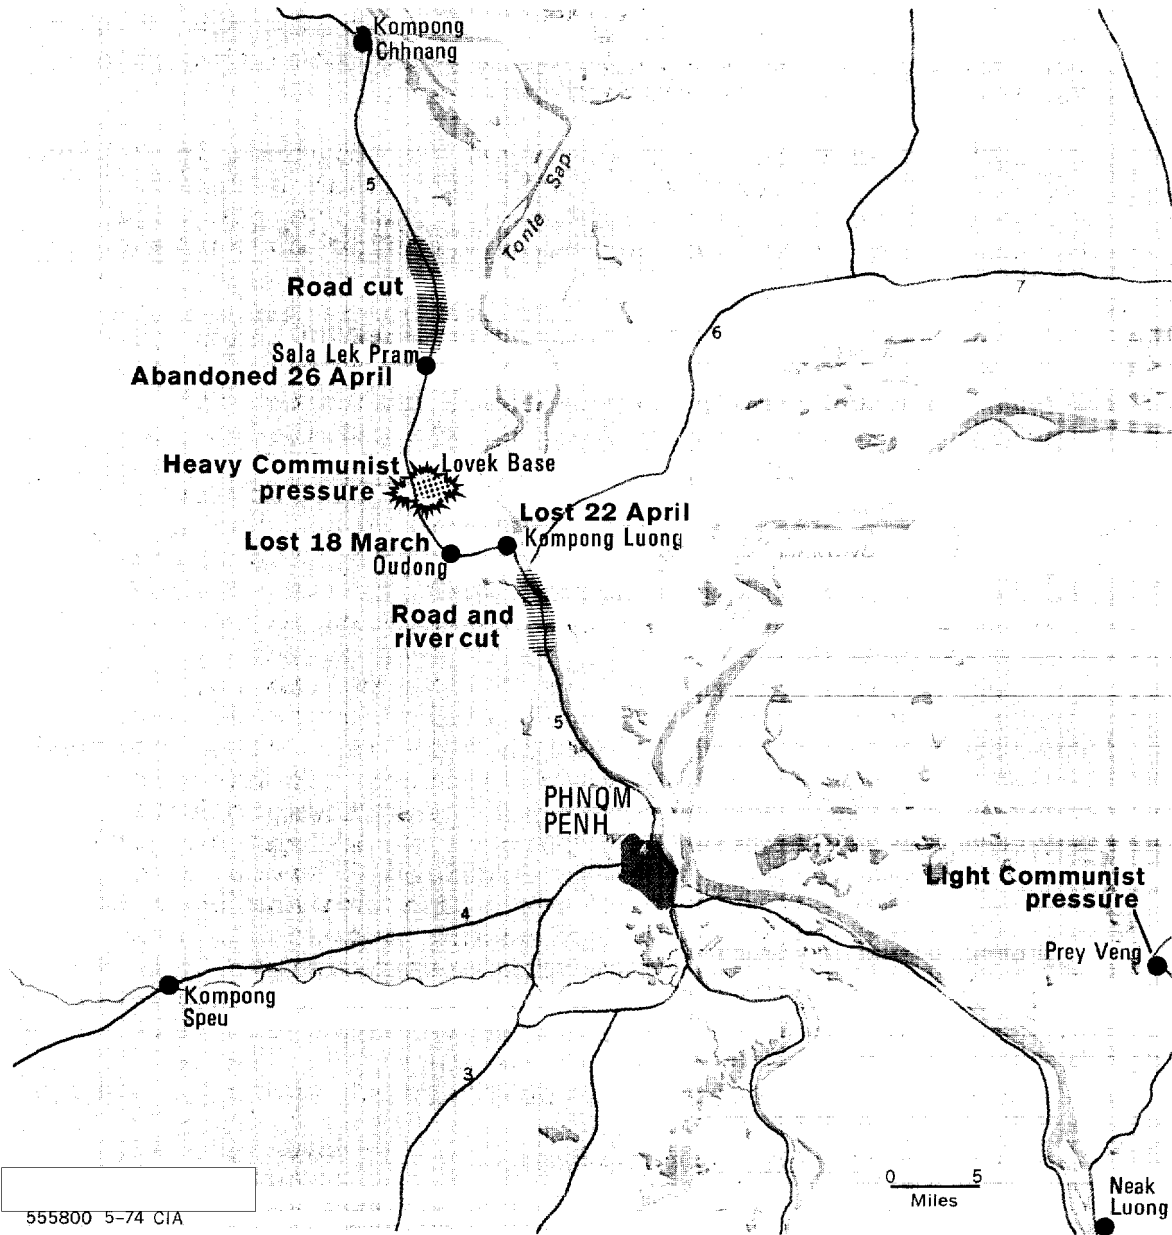 Kompong
Chhnang
5
Tonle Sap
Road cut
7
6
Sala Lek Pram
Abandoned 26 April
Heavy Communist
pressure
Lovek Base
Lost 22 April
Kompong Luong
Lost 18 March
Oudong
Road and
river cut
5
PHNOM
PENH
Light Communist
pressure
4
Prey Veng
Kompong
Speu
3
0 5
Miles
Neak
Luong
555800 5-74 CIA